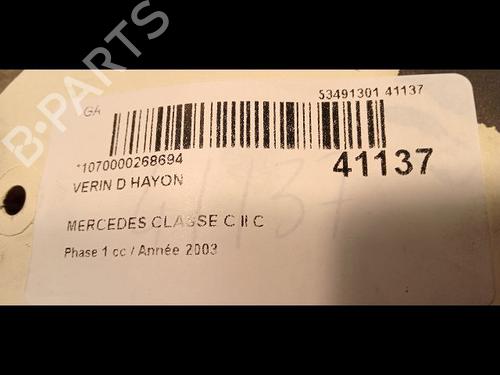 B-PARTS
GA
53491301 41137
*1070000268694
41137
VERIN D HAYON
41137
MERCEDES CLASSE C II C
Phase 1 cc / Année 2003